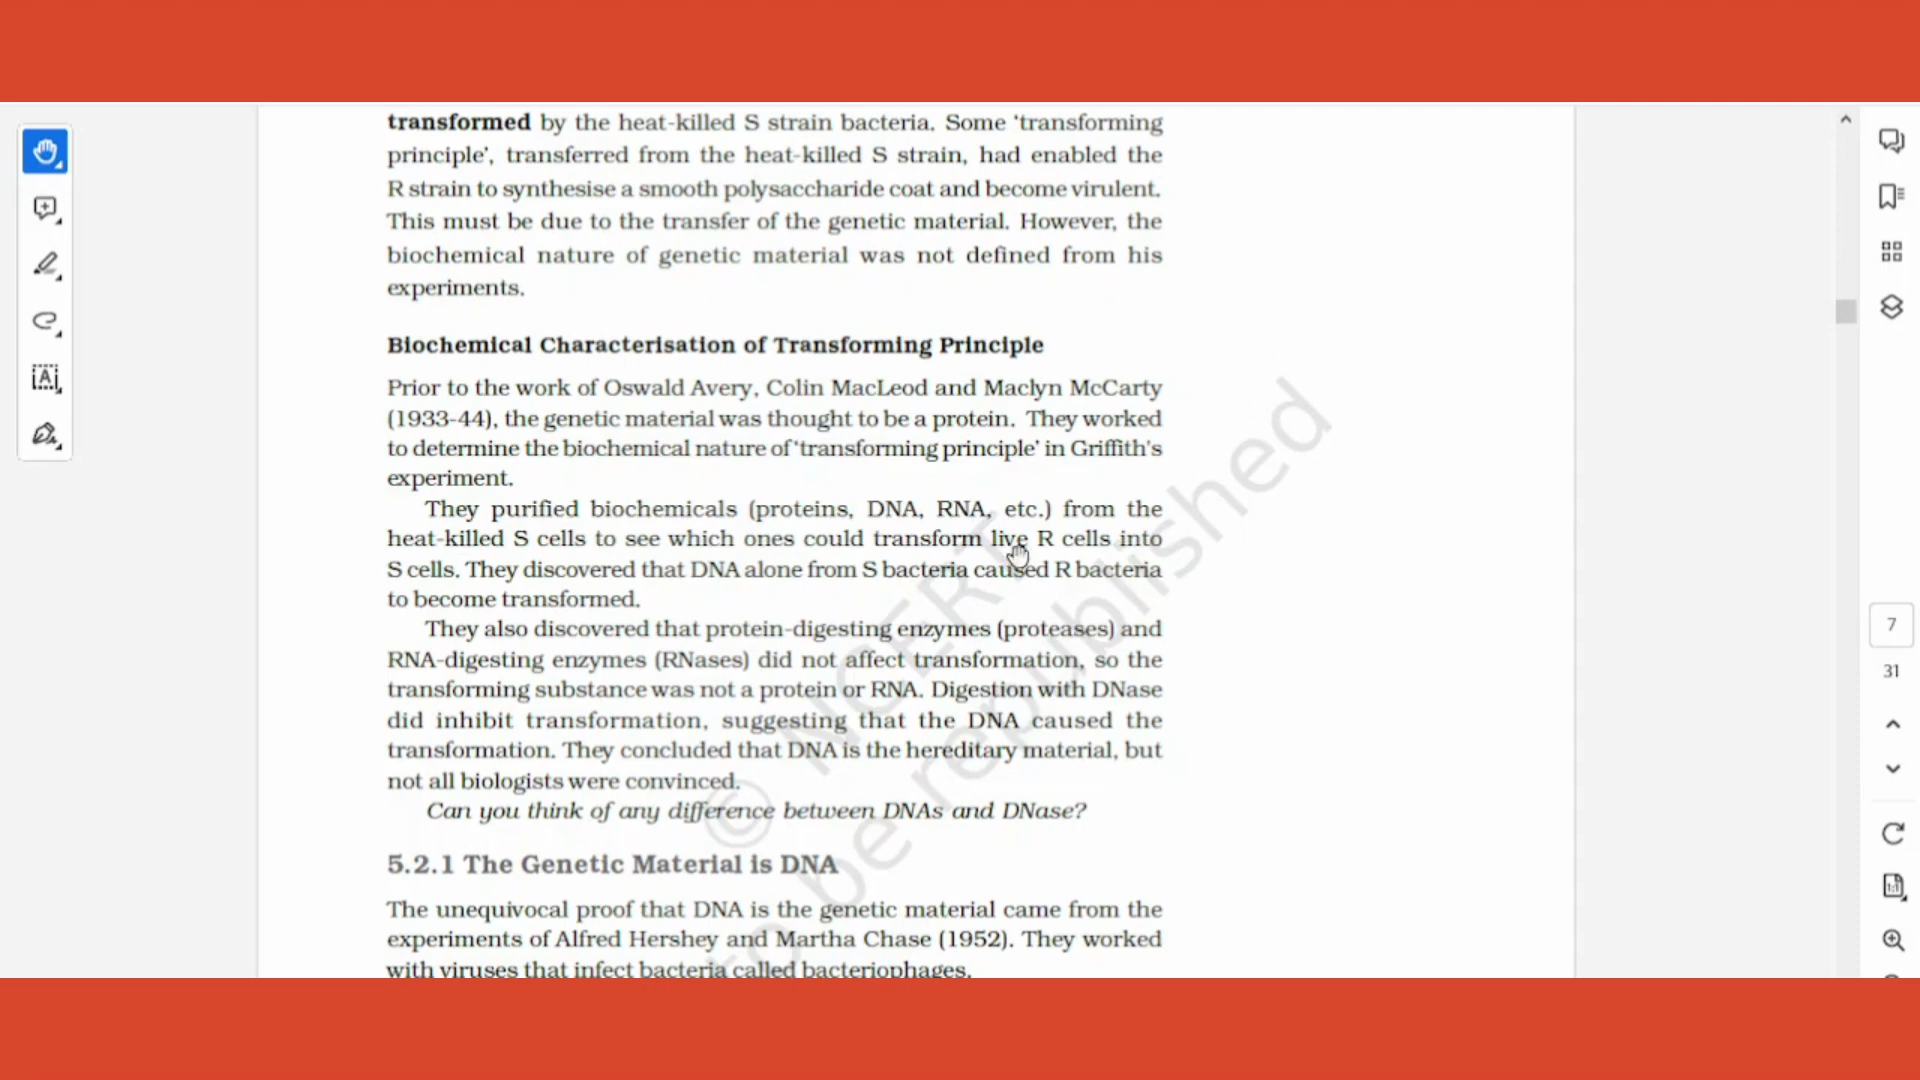 transformed by the heat-killed S strain bacteria. Some ‘transforming
principle’, transferred from the heat-killed S strain, had enabled the
R strain to synthesise a smooth polysaccharide coat and become virulent.
This must be due to the transfer of the genetic material. However, the
biochemical nature of genetic material was not defined from his
experiments.
Biochemical Characterisation of Transforming Principle
Prior to the work of Oswald Avery, Colin MacLeod and Maclyn McCarty
(1933-44), the genetic material was thought to be a protein. They worked
to determine the biochemical nature of ‘transforming principle’ in Griffith's
experiment.
They purified biochemicals (proteins, DNA, RNA, etc.) from the
heat-killed S cells to see which ones could transform live R cells into
S cells. They discovered that DNA alone from S bacteria caused R bacteria
to become transformed.
They also discovered that protein-digesting enzymes (proteases) and
RNA-digesting enzymes (RNases) did not affect transformation, so the
transforming substance was not a protein or RNA. Digestion with DNase
did inhibit transformation, suggesting that the DNA caused the
transformation. They concluded that DNA is the hereditary material, but
not all biologists were convinced.
Can you think of any difference between DNAs and DNase?
5.2.1 The Genetic Material is DNA
The unequivocal proof that DNA is the genetic material came from the
experiments of Alfred Hershey and Martha Chase (1952). They worked
with viruses that infect bacteria called bacteriophages.
© NCERT
to be republished
7
31